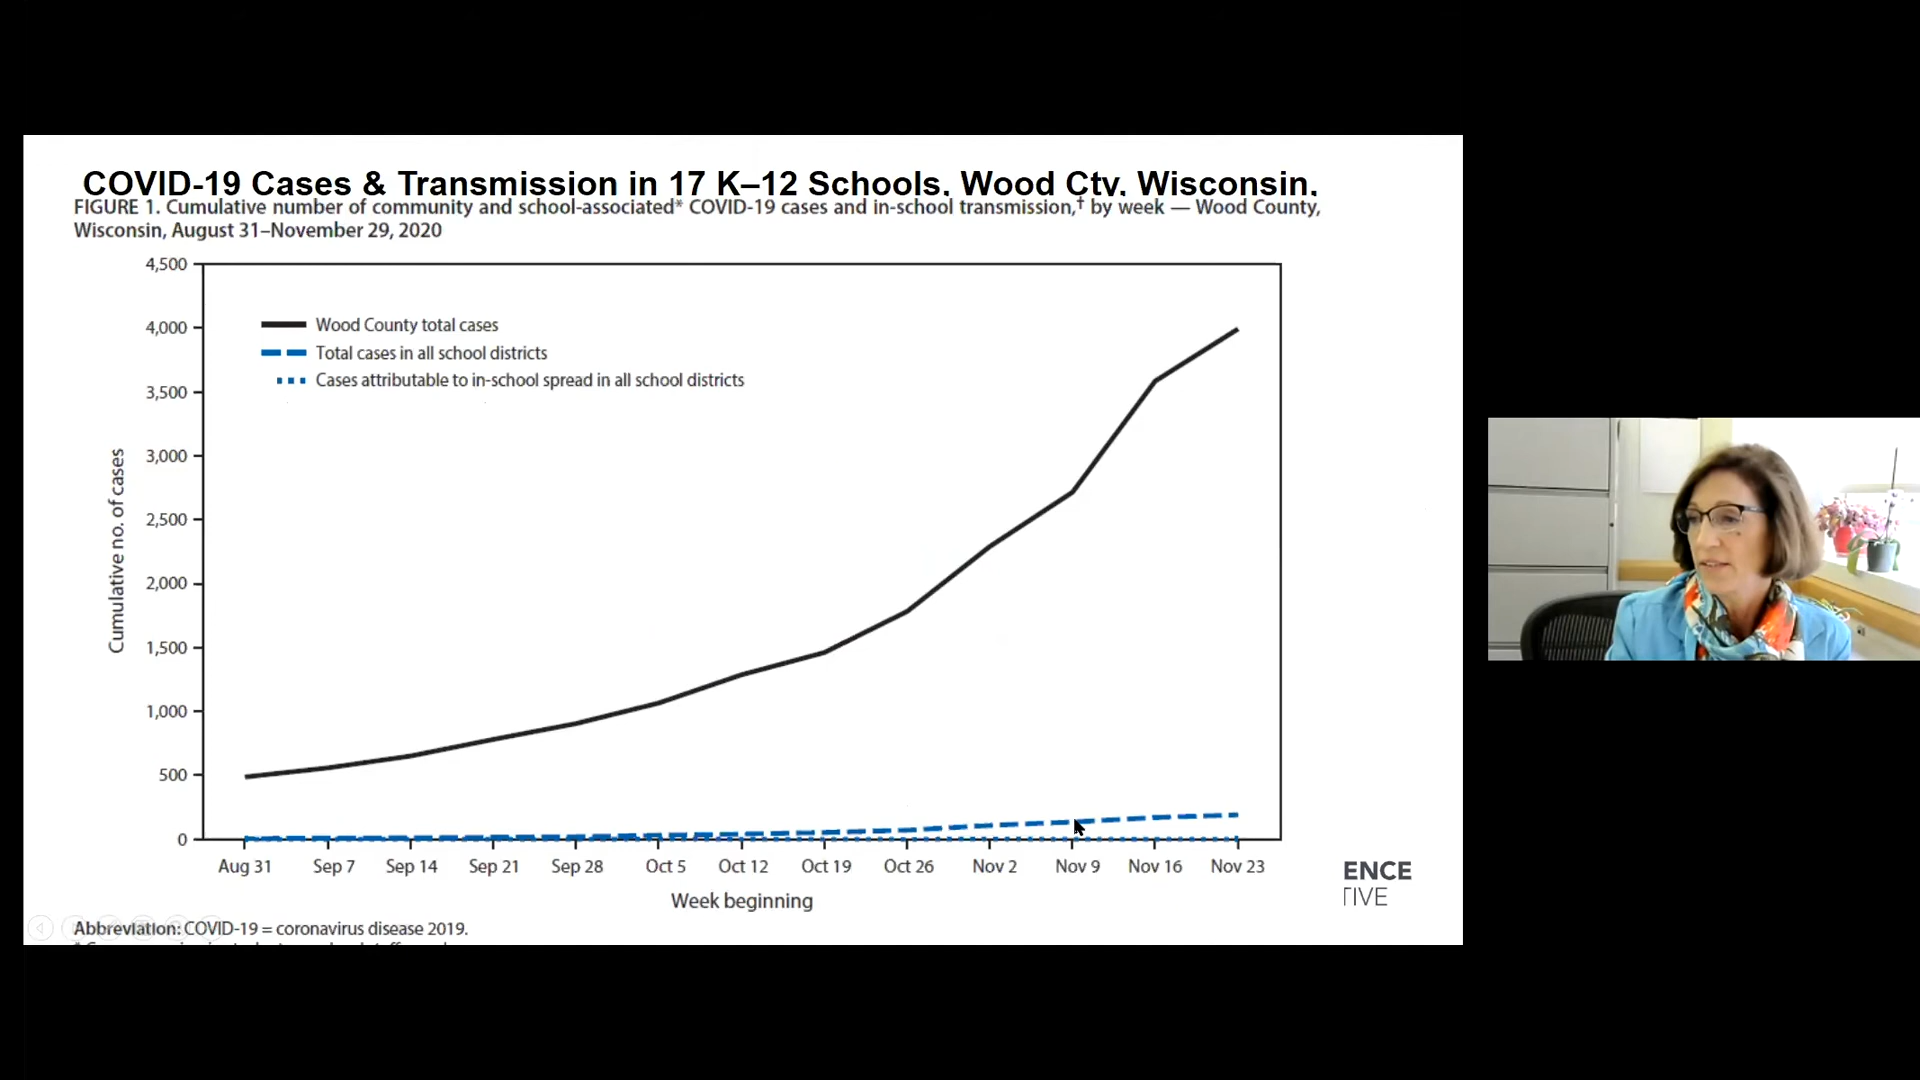 COVID-19 Cases & Transmission in 17 K–12 Schools, Wood Cty, Wisconsin,
FIGURE 1. Cumulative number of community and school-associated* COVID-19 cases and in-school transmission,† by week — Wood County,
Wisconsin, August 31–November 29, 2020
4,500
4,000
3,500
3,000
2,500
2,000
1,500
1,000
500
0
Cumulative no. of cases
Wood County total cases
Total cases in all school districts
Cases attributable to in-school spread in all school districts
Aug 31 Sep 7 Sep 14 Sep 21 Sep 28 Oct 5 Oct 12 Oct 19 Oct 26 Nov 2 Nov 9 Nov 16 Nov 23
Week beginning
ENCE
TIVE
Abbreviation: COVID-19 = coronavirus disease 2019.